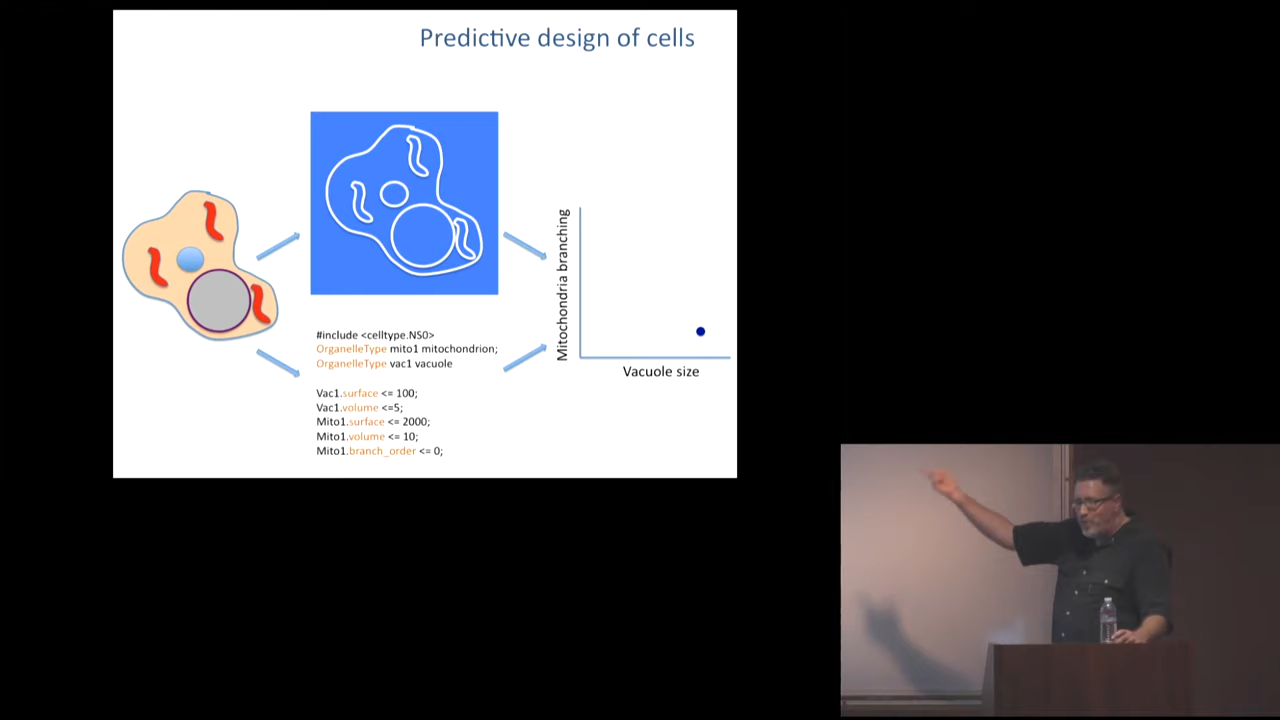 Predictive design of cells
#include <celltype.NS0>
OrganelleType mito1 mitochondrion;
OrganelleType vac1 vacuole
Vac1.surface <= 100;
Vac1.volume <=5;
Mito1.surface <= 2000;
Mito1.volume <= 10;
Mito1.branch_order <= 0;
Mitochondria branching
Vacuole size